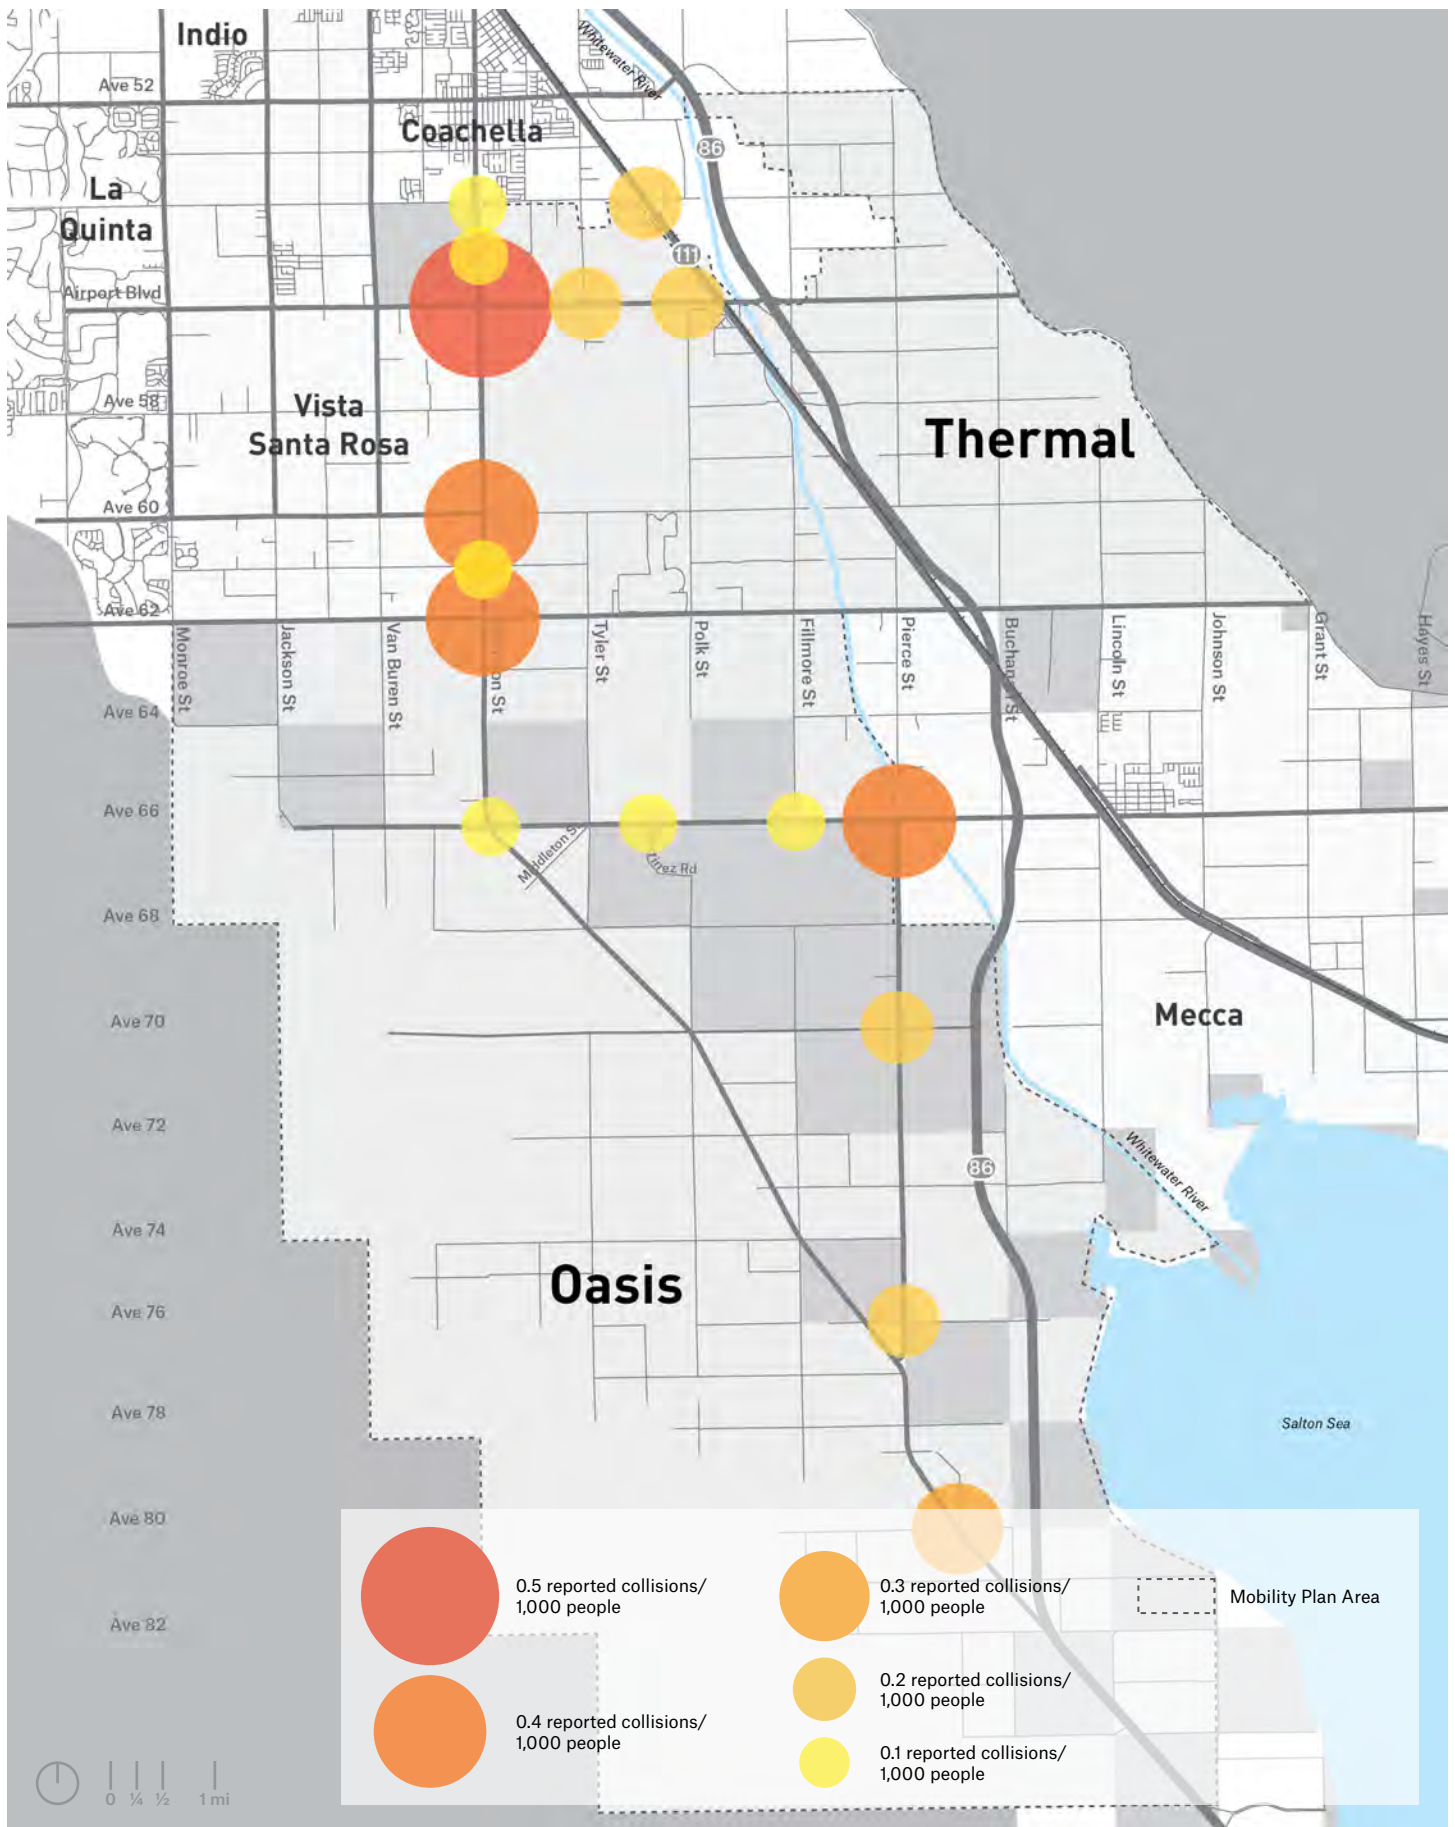 Indio
Whitewater River
Ave 52
Coachella
86
La
Quinta
111
Airport Blvd
Ave 58
Vista
Santa Rosa
Thermal
Ave 60
Ave 62
Monroe St
Jackson St
Van Buren St
on St
Tyler St
Polk St
Fillmore St
Pierce St
Lincoln St
Johnson St
Grant St
Hayes St
Ave 64
Ave 66
Middleton S
tinez Rd
Ave 68
Ave 70
Mecca
Ave 72
Whitewater River
86
Ave 74
Oasis
Ave 76
Ave 78
Salton Sea
Ave 80
0.5 reported collisions/
1,000 people
0.4 reported collisions/
1,000 people
0.3 reported collisions/
1,000 people
0.2 reported collisions/
1,000 people
0.1 reported collisions/
1,000 people
Mobility Plan Area
Ave 82
0 ¼ ½ 1 mi